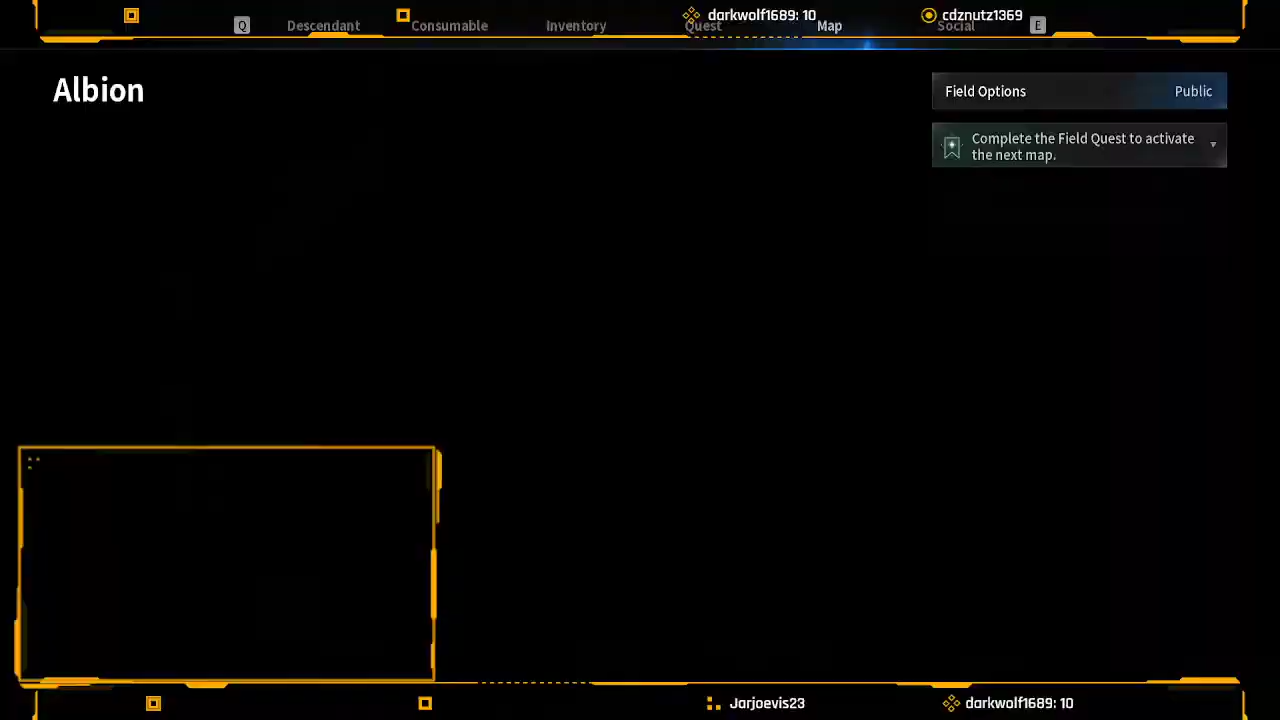 darkwolf1689: 10
cdznutz1369
Q
Descendant
Consumable
Inventory
Quest
Map
Social
E
Albion
Field Options
Public
Complete the Field Quest to activate
the next map.
Jarjoevis23
darkwolf1689: 10